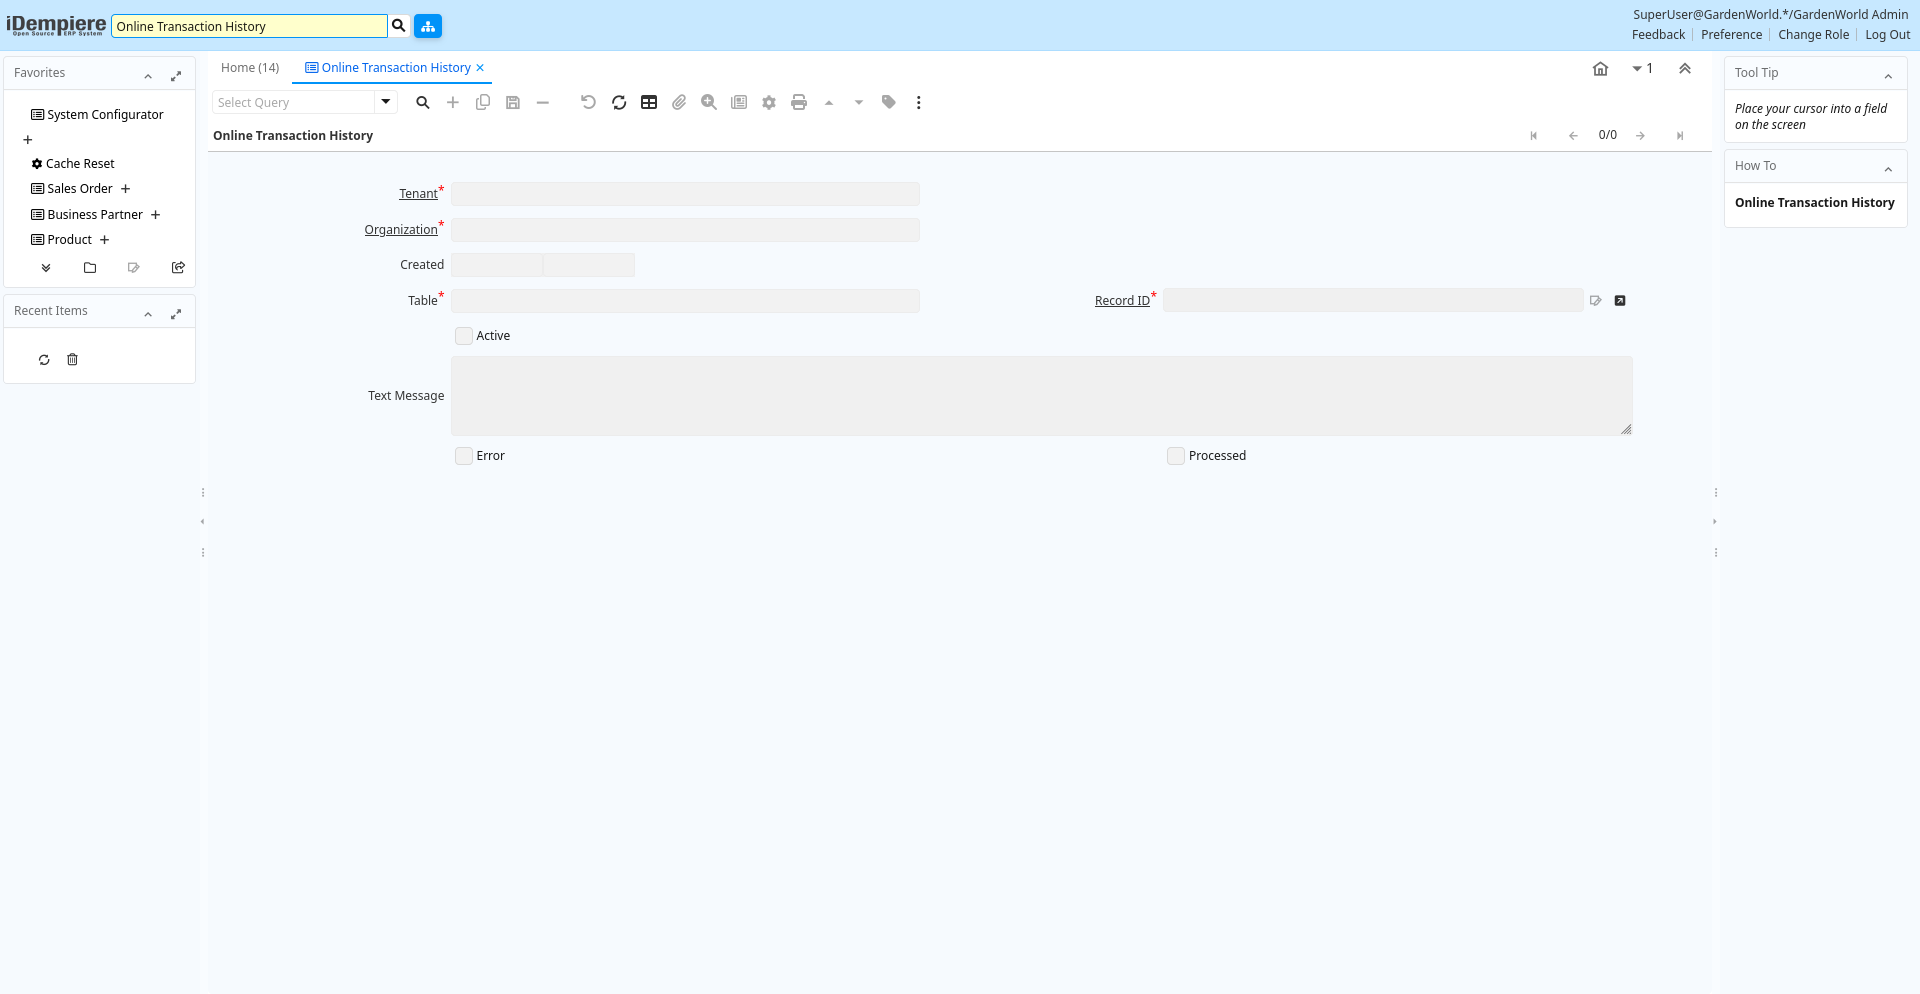 iDempiere
Open Source ERP System
Online Transaction History
SuperUser@GardenWorld.*/GardenWorld Admin
Feedback
Preference
Change Role
Log Out
Favorites
System Configurator
Cache Reset
Sales Order
Business Partner
Product
Recent Items
Home (14)
Online Transaction History
1
Select Query
Online Transaction History
0/0
Tenant*
Organization*
Created
Table*
Record ID*
Active
Text Message
Error
Processed
Tool Tip
Place your cursor into a field
on the screen
How To
Online Transaction History